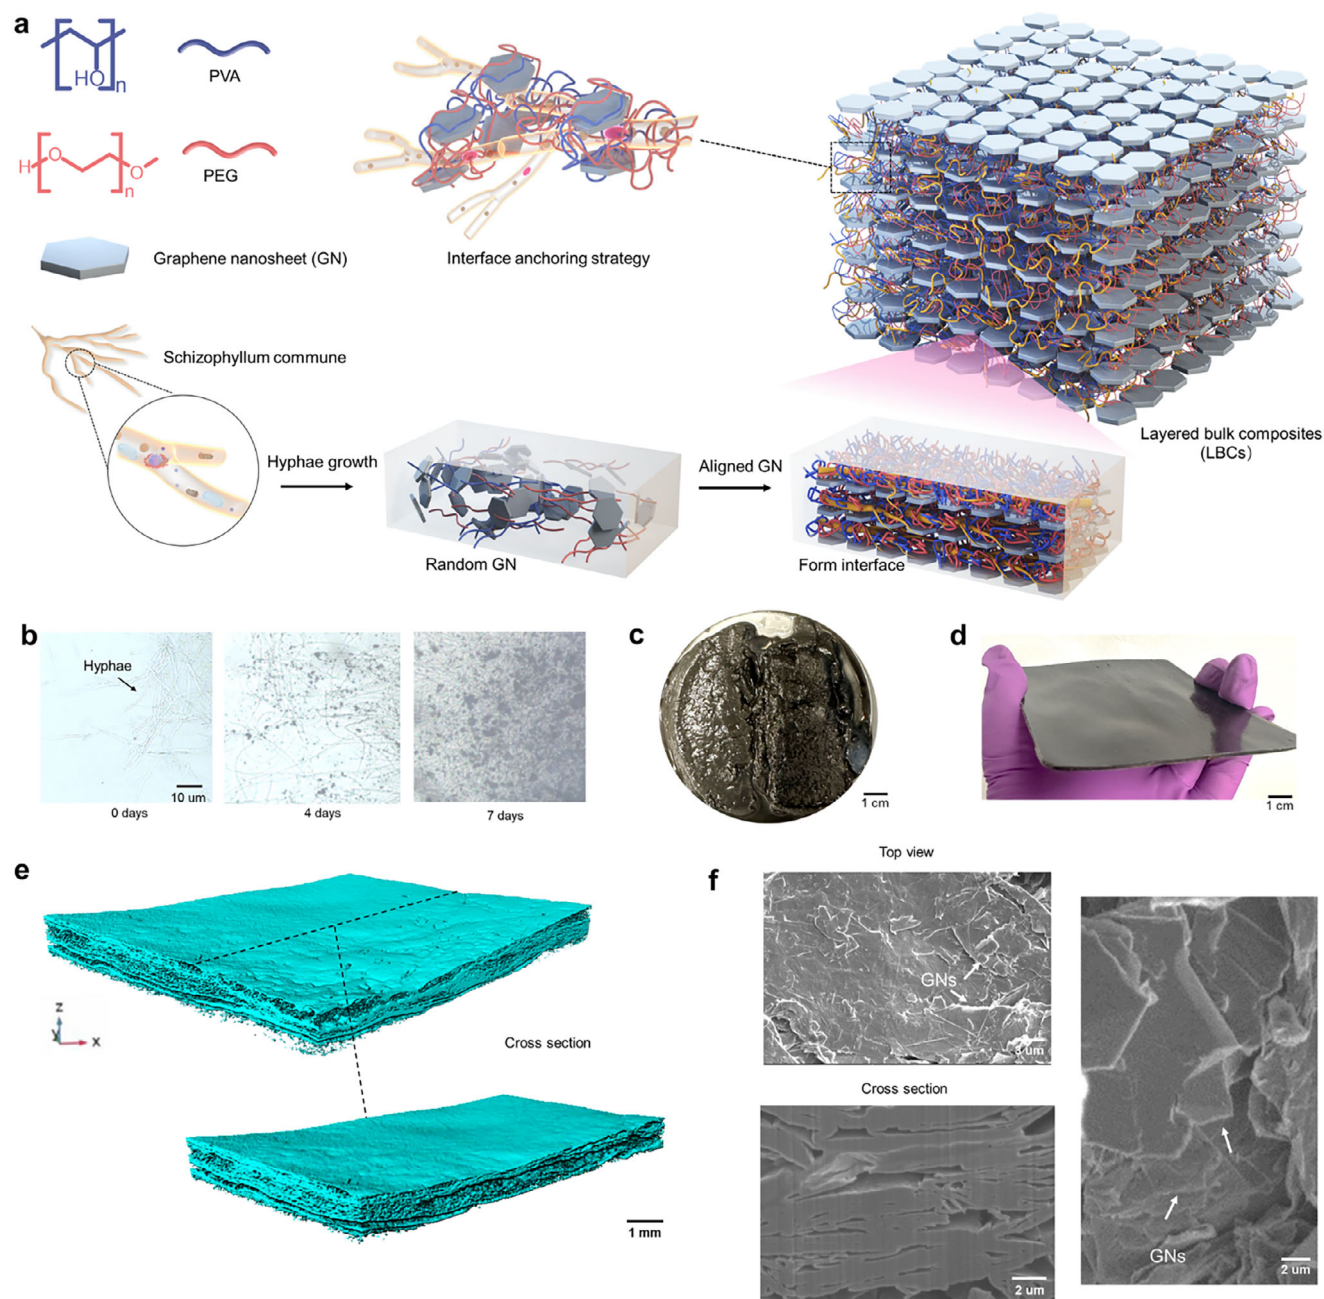 a
HO
n
PVA
H
O
O
n
PEG
Graphene nanosheet (GN)
Interface anchoring strategy
Schizophyllum commune
Hyphae growth
Random GN
Aligned GN
Form interface
Layered bulk composites
(LBCs)
b
Hyphae
10 um
0 days
4 days
7 days
c
1 cm
d
1 cm
e
z
y
x
Cross section
1 mm
f
Top view
GNs
3 um
Cross section
2 um
GNs
2 um